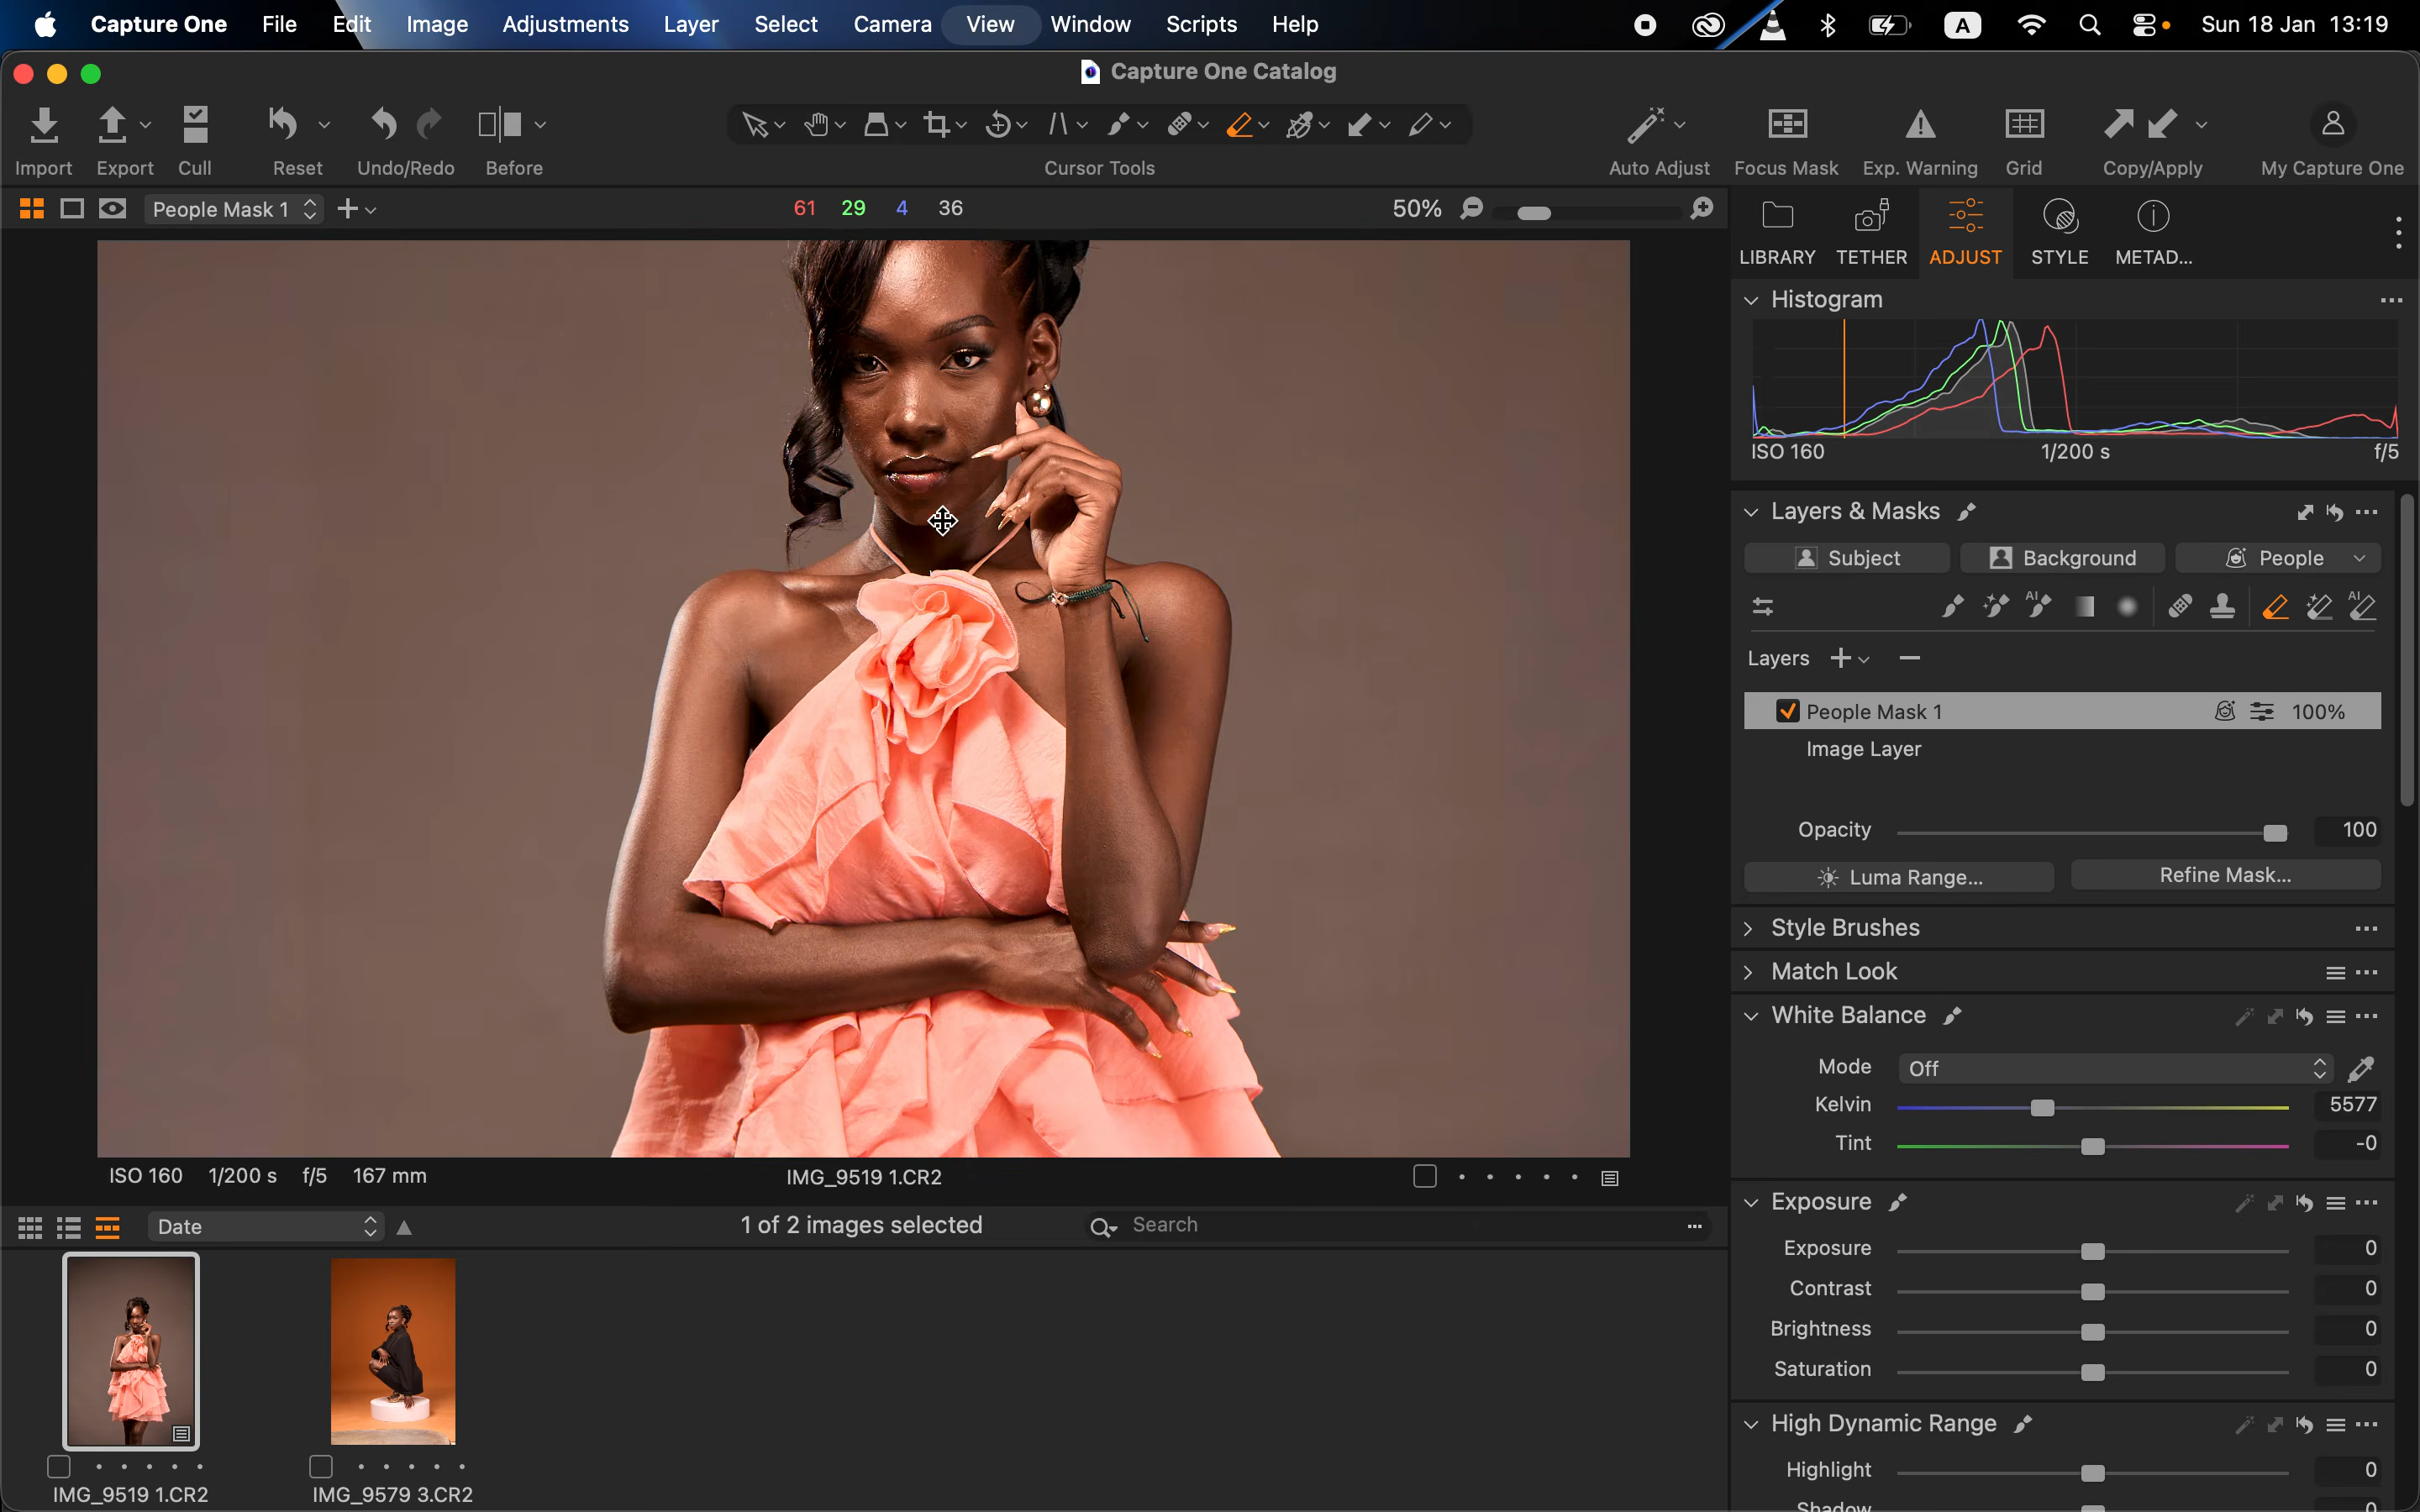 Capture One File Edit Image Adjustments Layer Select Camera View Window Scripts Help A Sun 18 Jan 13:19
Capture One Catalog
Import Export Cull Reset Undo/Redo Before Cursor Tools Auto Adjust Focus Mask Exp. Warning Grid Copy/Apply My Capture One
People Mask 1 61 29 4 36 50%
LIBRARY TETHER ADJUST STYLE METAD...
Histogram
ISO 160 1/200 s f/5
Layers & Masks
Subject Background People
AI AI
Layers
People Mask 1 100%
Image Layer
Opacity 100
Luma Range... Refine Mask...
Style Brushes
Match Look
White Balance
Mode Off
Kelvin 5577
Tint -0
Exposure
Exposure 0
Contrast 0
Brightness 0
Saturation 0
High Dynamic Range
Highlight 0
Shadow 0
ISO 160 1/200 s f/5 167 mm IMG_9519 1.CR2
Date 1 of 2 images selected Search
IMG_9519 1.CR2 IMG_9579 3.CR2